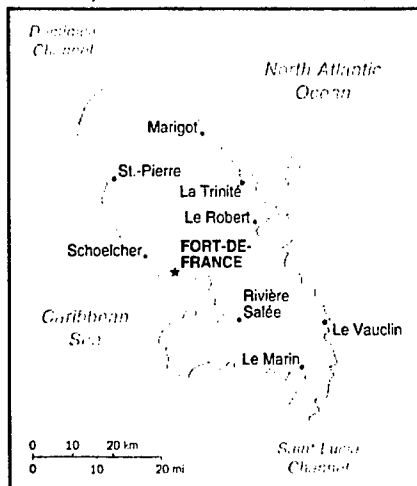 Dominica
Channel
North Atlantic
Ocean
Marigot
St.-Pierre
La Trinité
Le Robert
Schoelcher
FORT-DE-
FRANCE
Rivière
Salée
Caribbean
Sea
Le Vauclin
Le Marin
0 10 20 km
0 10 20 mi
Saint Lucia
Channel